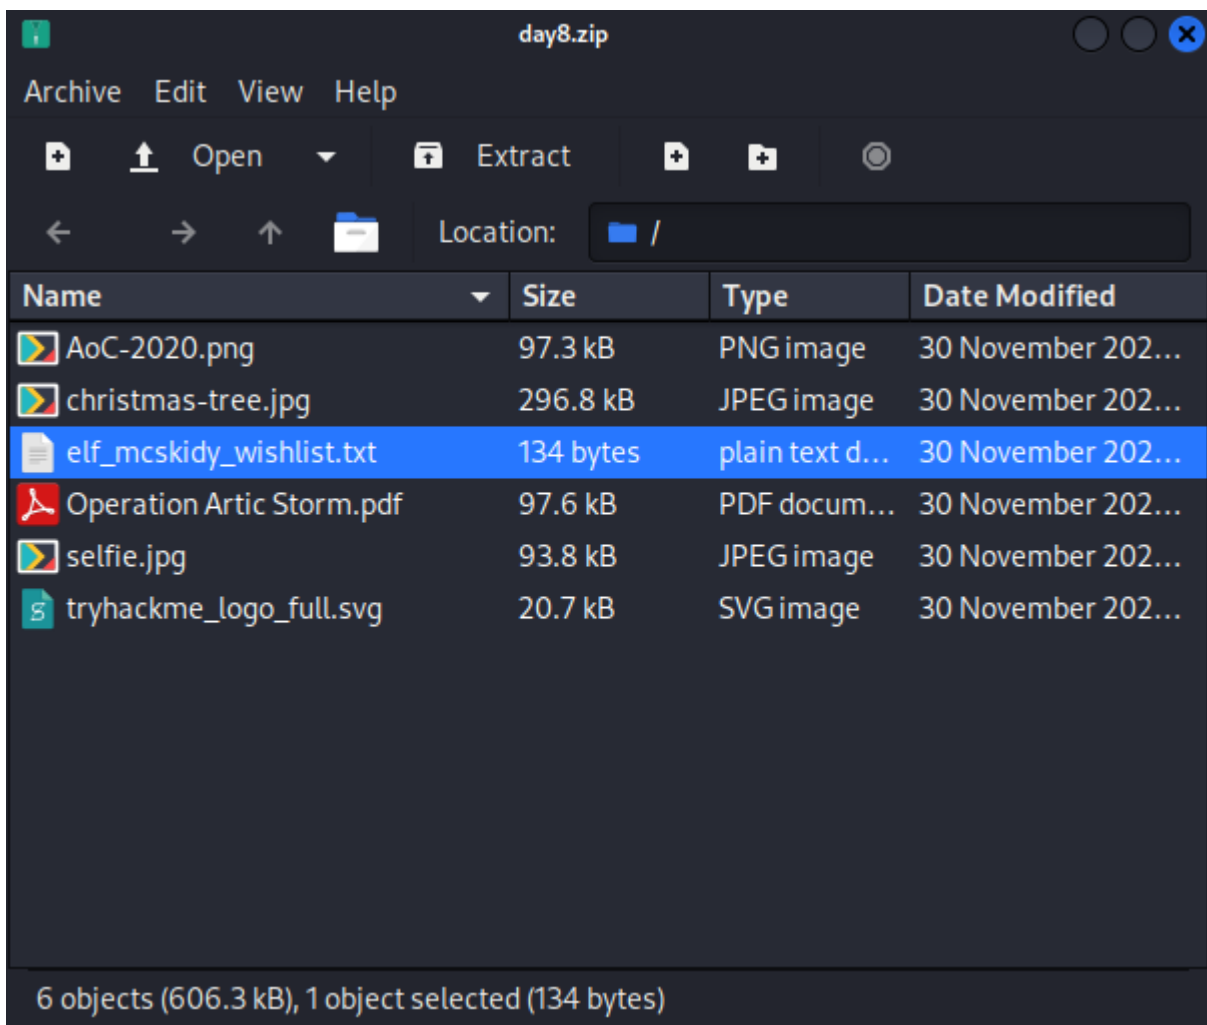 day8.zip
Archive Edit View Help
Open Extract
Location: /
Name Size Type Date Modified
AoC-2020.png 97.3 kB PNG image 30 November 202...
christmas-tree.jpg 296.8 kB JPEG image 30 November 202...
elf_mcskidy_wishlist.txt 134 bytes plain text d... 30 November 202...
Operation Artic Storm.pdf 97.6 kB PDF docum... 30 November 202...
selfie.jpg 93.8 kB JPEG image 30 November 202...
tryhackme_logo_full.svg 20.7 kB SVG image 30 November 202...
6 objects (606.3 kB), 1 object selected (134 bytes)